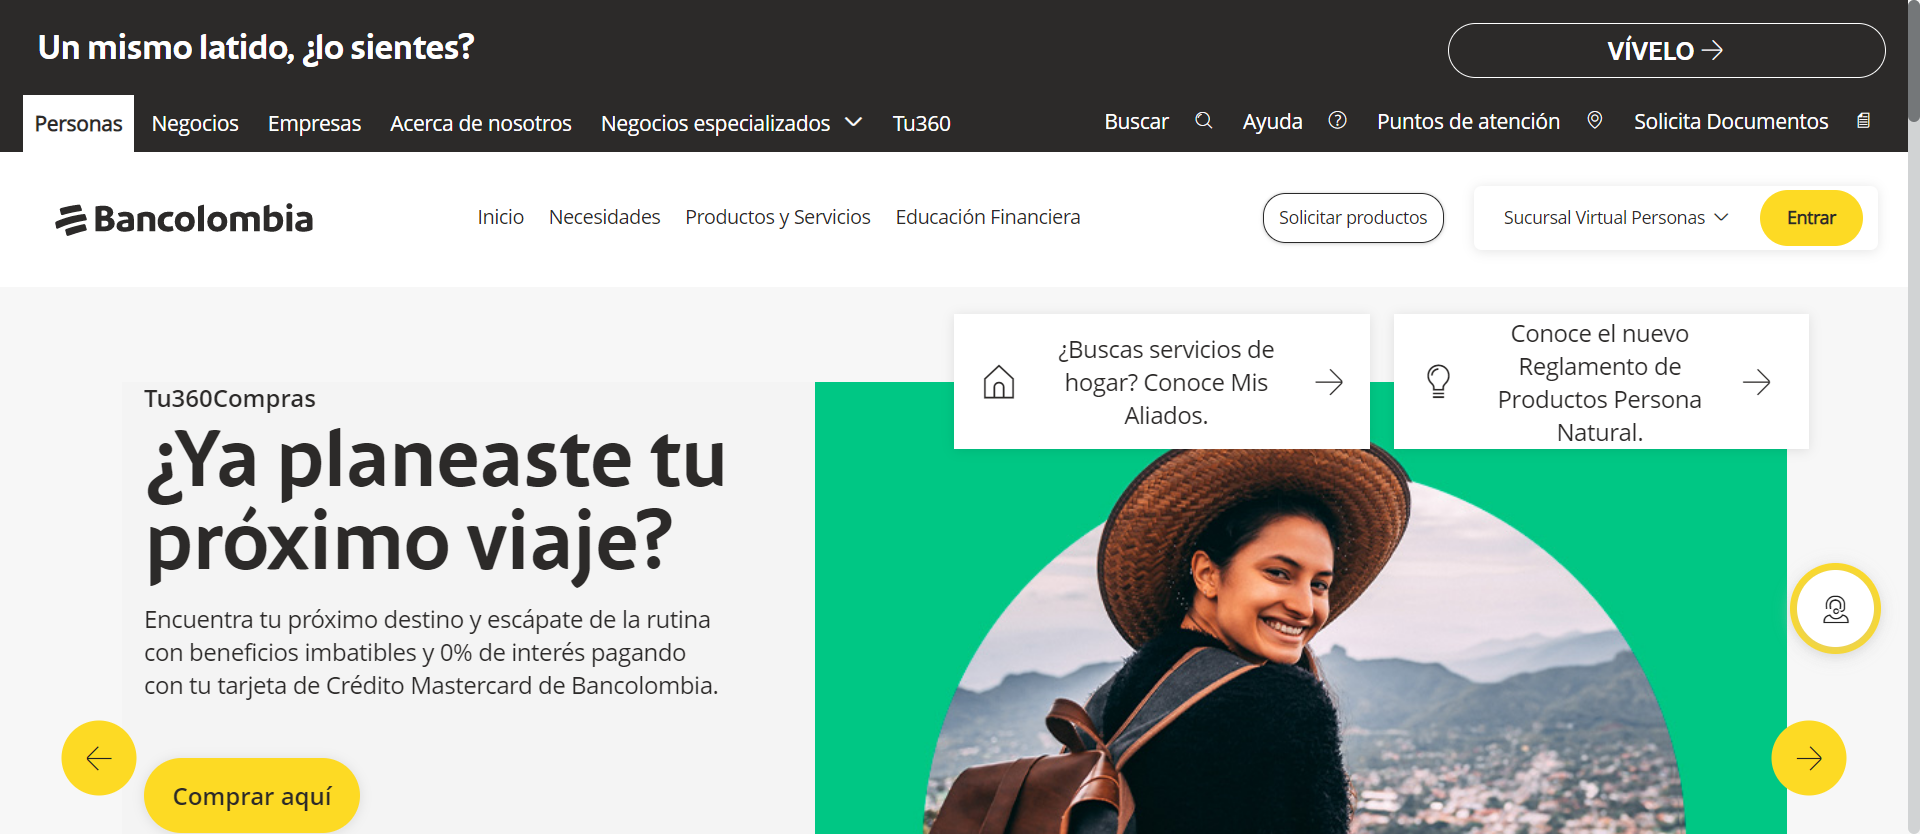 Un mismo latido, ¿lo sientes?
VÍVELO
Personas Negocios Empresas Acerca de nosotros Negocios especializados Tu360
Buscar Ayuda Puntos de atención Solicita Documentos
Bancolombia
Inicio Necesidades Productos y Servicios Educación Financiera
Solicitar productos
Sucursal Virtual Personas
Entrar
¿Buscas servicios de
hogar? Conoce Mis
Aliados.
Conoce el nuevo
Reglamento de
Productos Persona
Natural.
Tu360Compras
¿Ya planeaste tu
próximo viaje?
Encuentra tu próximo destino y escápate de la rutina
con beneficios imbatibles y 0% de interés pagando
con tu tarjeta de Crédito Mastercard de Bancolombia.
Comprar aquí